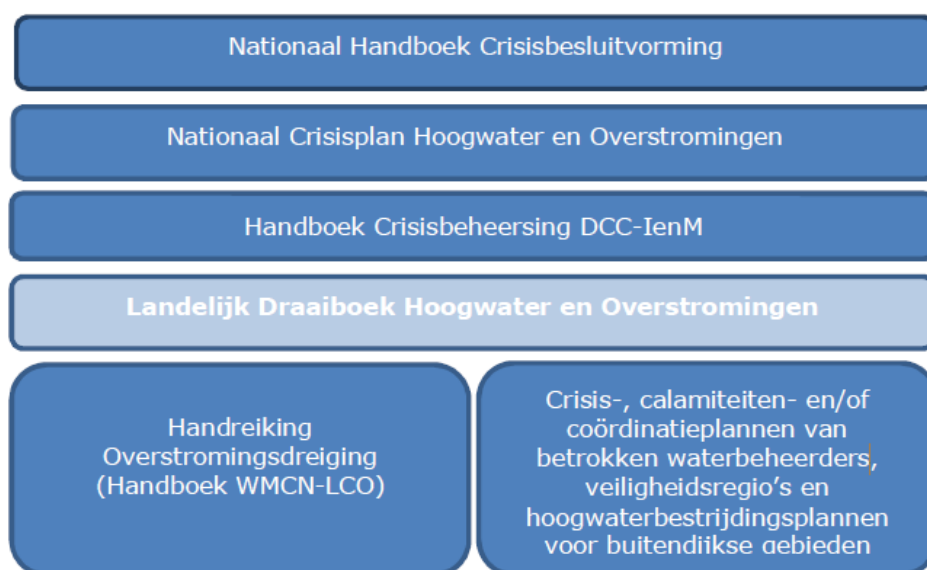 Nationaal Handboek Crisisbesluitvorming
Nationaal Crisisplan Hoogwater en Overstromingen
Handboek Crisisbeheersing DCC-IenM
Landelijk Draaiboek Hoogwater en Overstromingen
Handreiking
Overstromingsdreiging
(Handboek WMCN-LCO)
Crisis-, calamiteiten- en/of
coördinatieplannen van
betrokken waterbeheerders,
veiligheidsregio's en
hoogwaterbestrijdingsplannen
voor buitendijkse gebieden